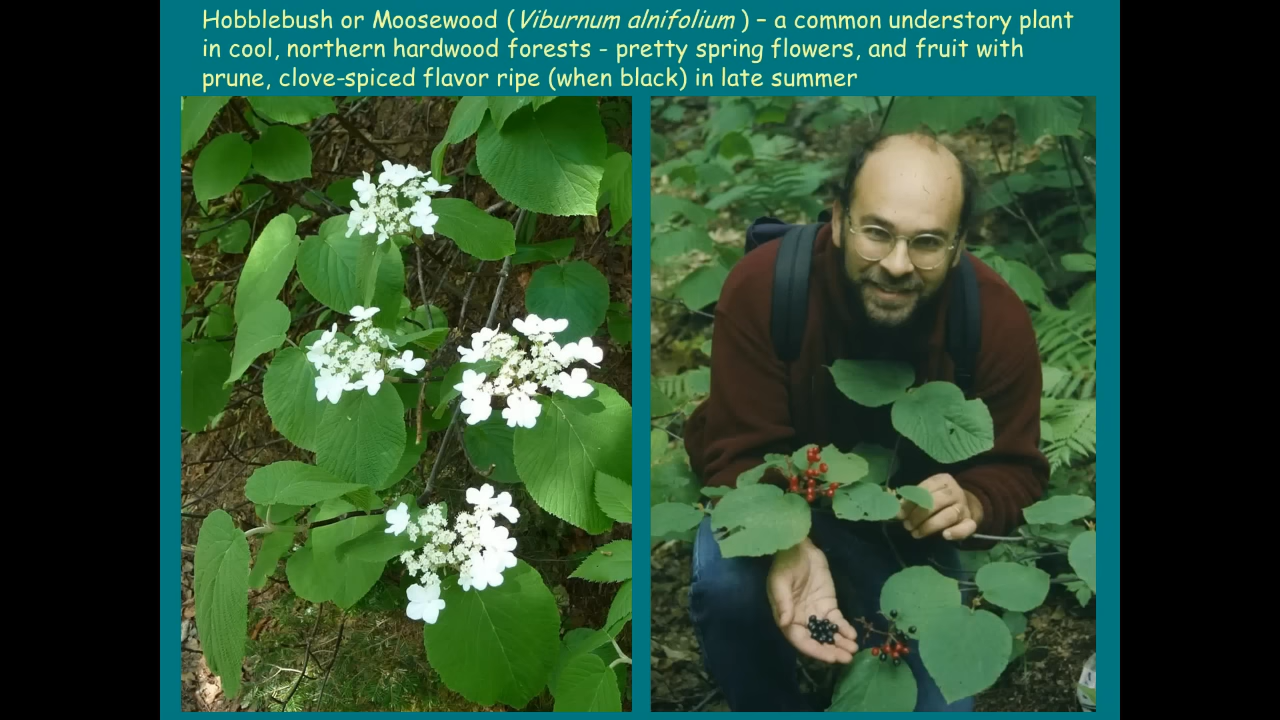 Hobblebush or Moosewood (Viburnum alnifolium ) – a common understory plant
in cool, northern hardwood forests - pretty spring flowers, and fruit with
prune, clove-spiced flavor ripe (when black) in late summer